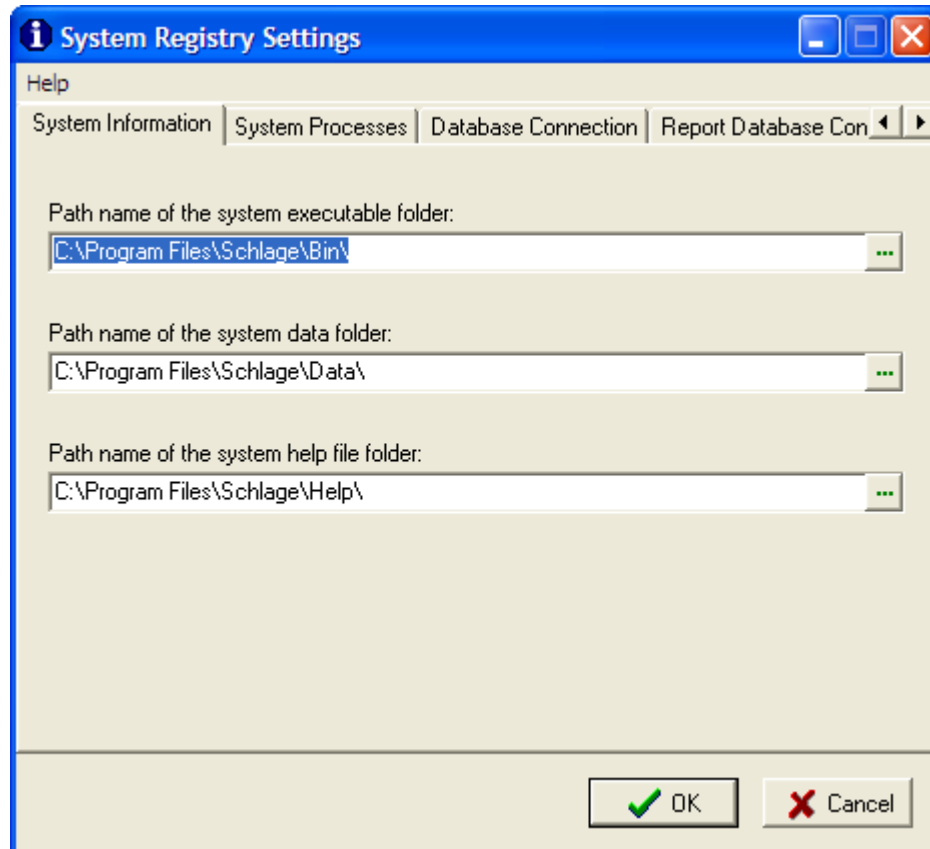 System Registry Settings
Help
System Information
System Processes
Database Connection
Report Database Con
Path name of the system executable folder:
C:\Program Files\Schlage\Bin\
...
Path name of the system data folder:
C:\Program Files\Schlage\Data\
...
Path name of the system help file folder:
C:\Program Files\Schlage\Help\
...
OK
Cancel